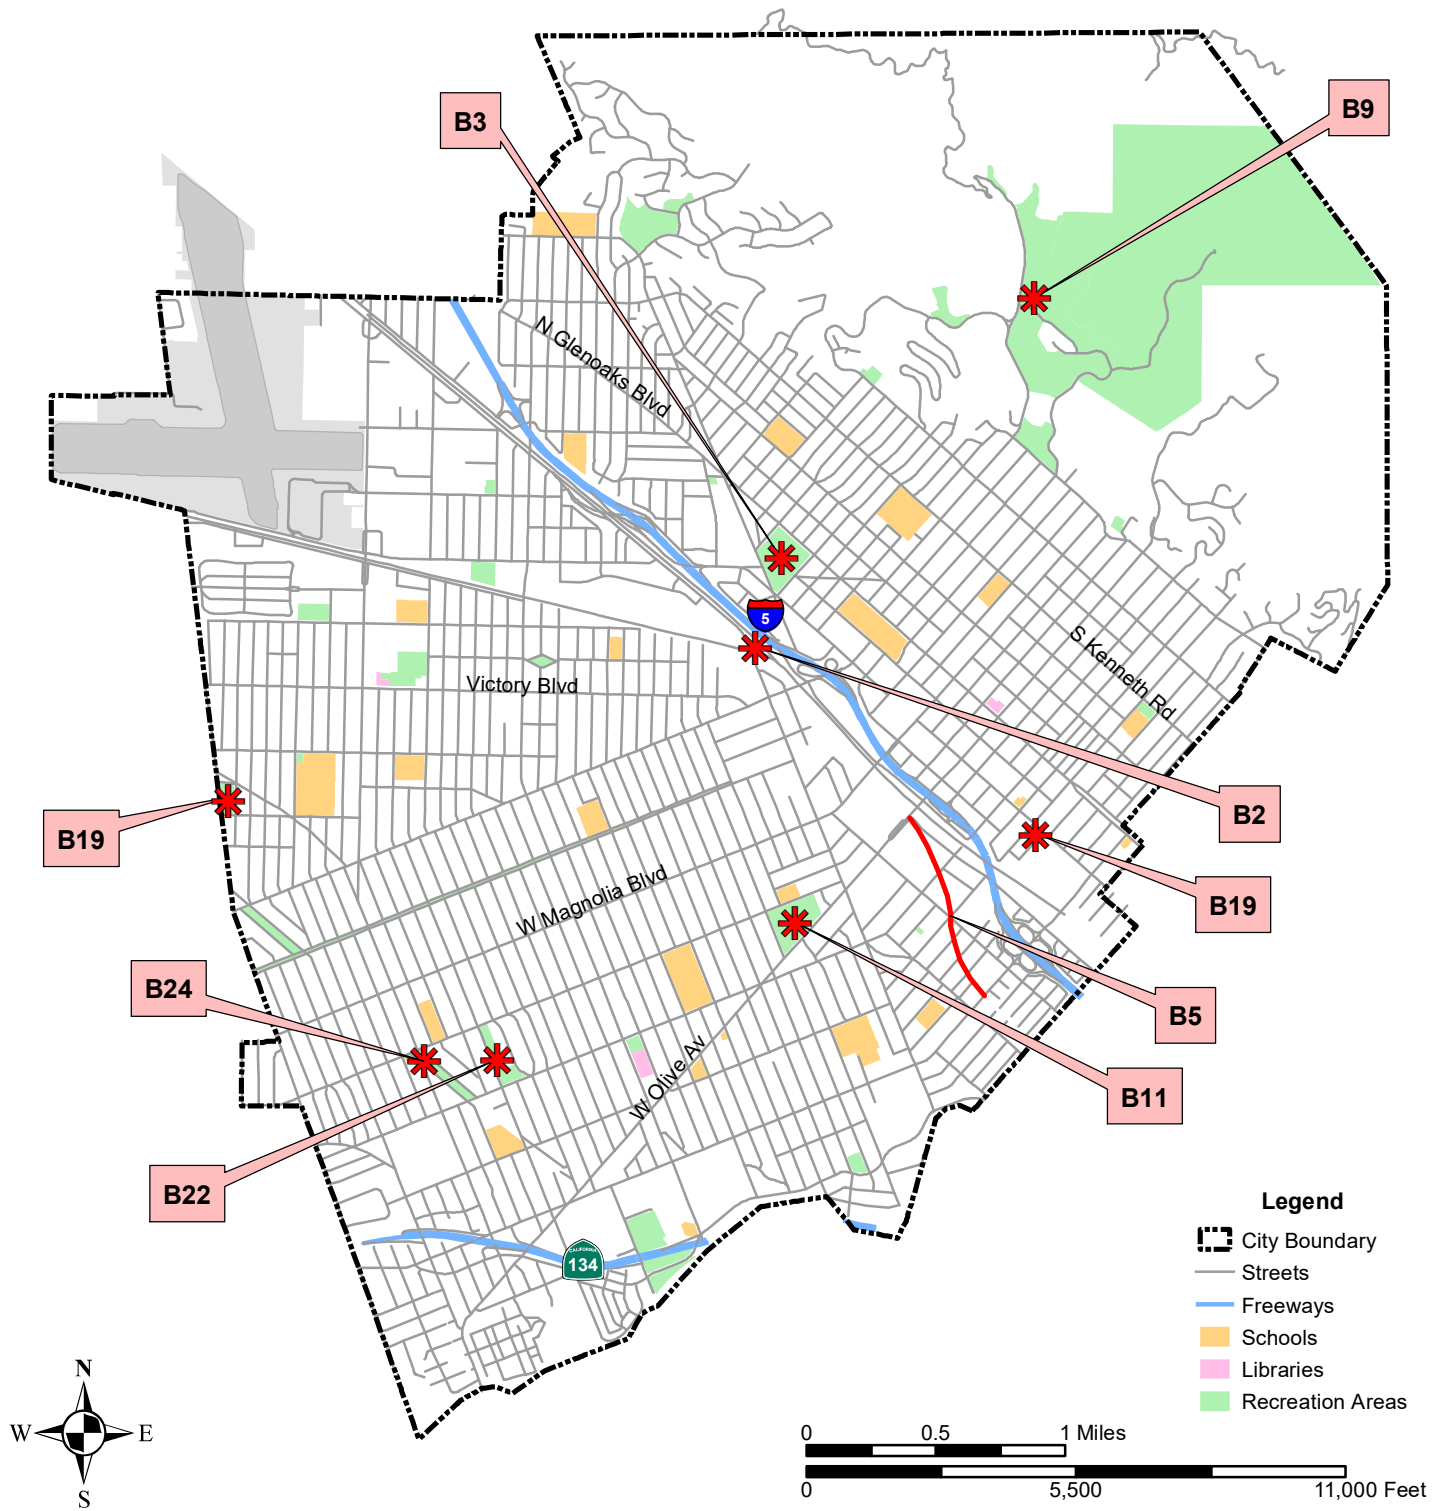 B3
B9
N Glenoaks Blvd
5
S Kenneth Rd
Victory Blvd
B2
B19
B19
W Magnolia Blvd
B24
B5
W Olive Av
B11
B22
CALIFORNIA
134
Legend
City Boundary
Streets
Freeways
Schools
Libraries
Recreation Areas
N
W
E
S
0 0.5 1 Miles
0 5,500 11,000 Feet